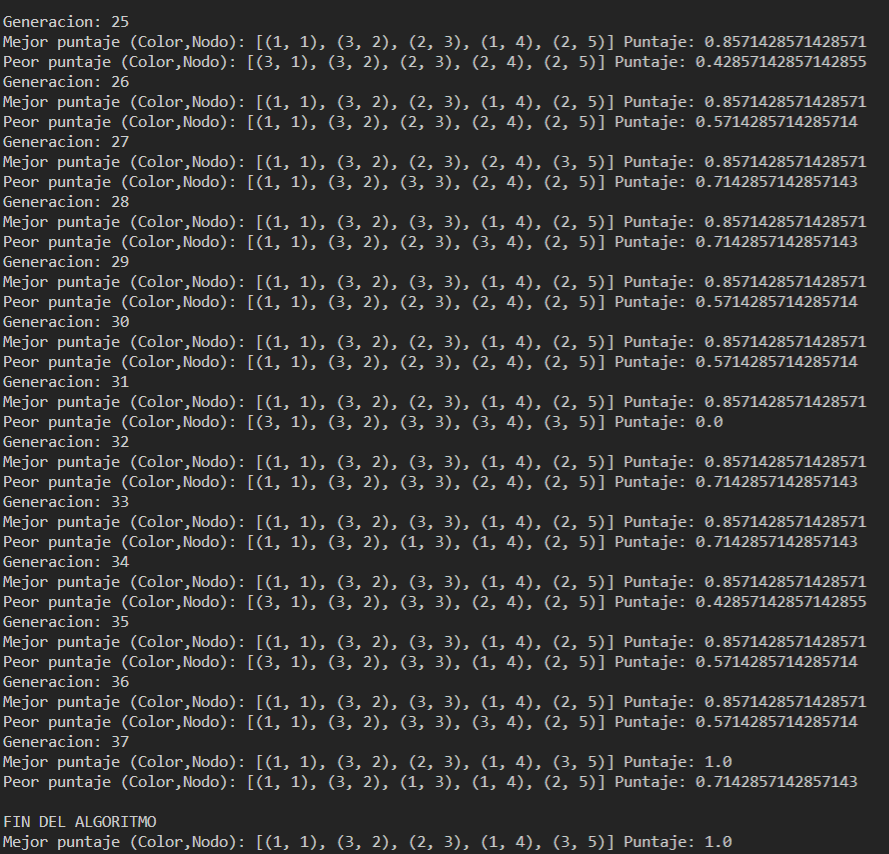 Generacion: 25
Mejor puntaje (Color,Nodo): [(1, 1), (3, 2), (2, 3), (1, 4), (2, 5)] Puntaje: 0.8571428571428571
Peor puntaje (Color,Nodo): [(3, 1), (3, 2), (2, 3), (2, 4), (2, 5)] Puntaje: 0.42857142857142855
Generacion: 26
Mejor puntaje (Color,Nodo): [(1, 1), (3, 2), (2, 3), (1, 4), (2, 5)] Puntaje: 0.8571428571428571
Peor puntaje (Color,Nodo): [(1, 1), (3, 2), (2, 3), (2, 4), (2, 5)] Puntaje: 0.5714285714285714
Generacion: 27
Mejor puntaje (Color,Nodo): [(1, 1), (3, 2), (2, 3), (2, 4), (3, 5)] Puntaje: 0.8571428571428571
Peor puntaje (Color,Nodo): [(1, 1), (3, 2), (3, 3), (2, 4), (2, 5)] Puntaje: 0.7142857142857143
Generacion: 28
Mejor puntaje (Color,Nodo): [(1, 1), (3, 2), (3, 3), (1, 4), (2, 5)] Puntaje: 0.8571428571428571
Peor puntaje (Color,Nodo): [(1, 1), (3, 2), (2, 3), (3, 4), (2, 5)] Puntaje: 0.7142857142857143
Generacion: 29
Mejor puntaje (Color,Nodo): [(1, 1), (3, 2), (3, 3), (1, 4), (2, 5)] Puntaje: 0.8571428571428571
Peor puntaje (Color,Nodo): [(1, 1), (3, 2), (2, 3), (2, 4), (2, 5)] Puntaje: 0.5714285714285714
Generacion: 30
Mejor puntaje (Color,Nodo): [(1, 1), (3, 2), (2, 3), (1, 4), (2, 5)] Puntaje: 0.8571428571428571
Peor puntaje (Color,Nodo): [(1, 1), (3, 2), (2, 3), (2, 4), (2, 5)] Puntaje: 0.5714285714285714
Generacion: 31
Mejor puntaje (Color,Nodo): [(1, 1), (3, 2), (2, 3), (1, 4), (2, 5)] Puntaje: 0.8571428571428571
Peor puntaje (Color,Nodo): [(3, 1), (3, 2), (3, 3), (3, 4), (3, 5)] Puntaje: 0.0
Generacion: 32
Mejor puntaje (Color,Nodo): [(1, 1), (3, 2), (3, 3), (1, 4), (2, 5)] Puntaje: 0.8571428571428571
Peor puntaje (Color,Nodo): [(1, 1), (3, 2), (3, 3), (2, 4), (2, 5)] Puntaje: 0.7142857142857143
Generacion: 33
Mejor puntaje (Color,Nodo): [(1, 1), (3, 2), (3, 3), (1, 4), (2, 5)] Puntaje: 0.8571428571428571
Peor puntaje (Color,Nodo): [(1, 1), (3, 2), (1, 3), (1, 4), (2, 5)] Puntaje: 0.7142857142857143
Generacion: 34
Mejor puntaje (Color,Nodo): [(1, 1), (3, 2), (3, 3), (1, 4), (2, 5)] Puntaje: 0.8571428571428571
Peor puntaje (Color,Nodo): [(3, 1), (3, 2), (3, 3), (2, 4), (2, 5)] Puntaje: 0.42857142857142855
Generacion: 35
Mejor puntaje (Color,Nodo): [(1, 1), (3, 2), (3, 3), (1, 4), (2, 5)] Puntaje: 0.8571428571428571
Peor puntaje (Color,Nodo): [(3, 1), (3, 2), (3, 3), (1, 4), (2, 5)] Puntaje: 0.5714285714285714
Generacion: 36
Mejor puntaje (Color,Nodo): [(1, 1), (3, 2), (3, 3), (1, 4), (2, 5)] Puntaje: 0.8571428571428571
Peor puntaje (Color,Nodo): [(1, 1), (3, 2), (3, 3), (3, 4), (2, 5)] Puntaje: 0.5714285714285714
Generacion: 37
Mejor puntaje (Color,Nodo): [(1, 1), (3, 2), (2, 3), (1, 4), (3, 5)] Puntaje: 1.0
Peor puntaje (Color,Nodo): [(1, 1), (3, 2), (1, 3), (1, 4), (2, 5)] Puntaje: 0.7142857142857143
FIN DEL ALGORITMO
Mejor puntaje (Color,Nodo): [(1, 1), (3, 2), (2, 3), (1, 4), (3, 5)] Puntaje: 1.0